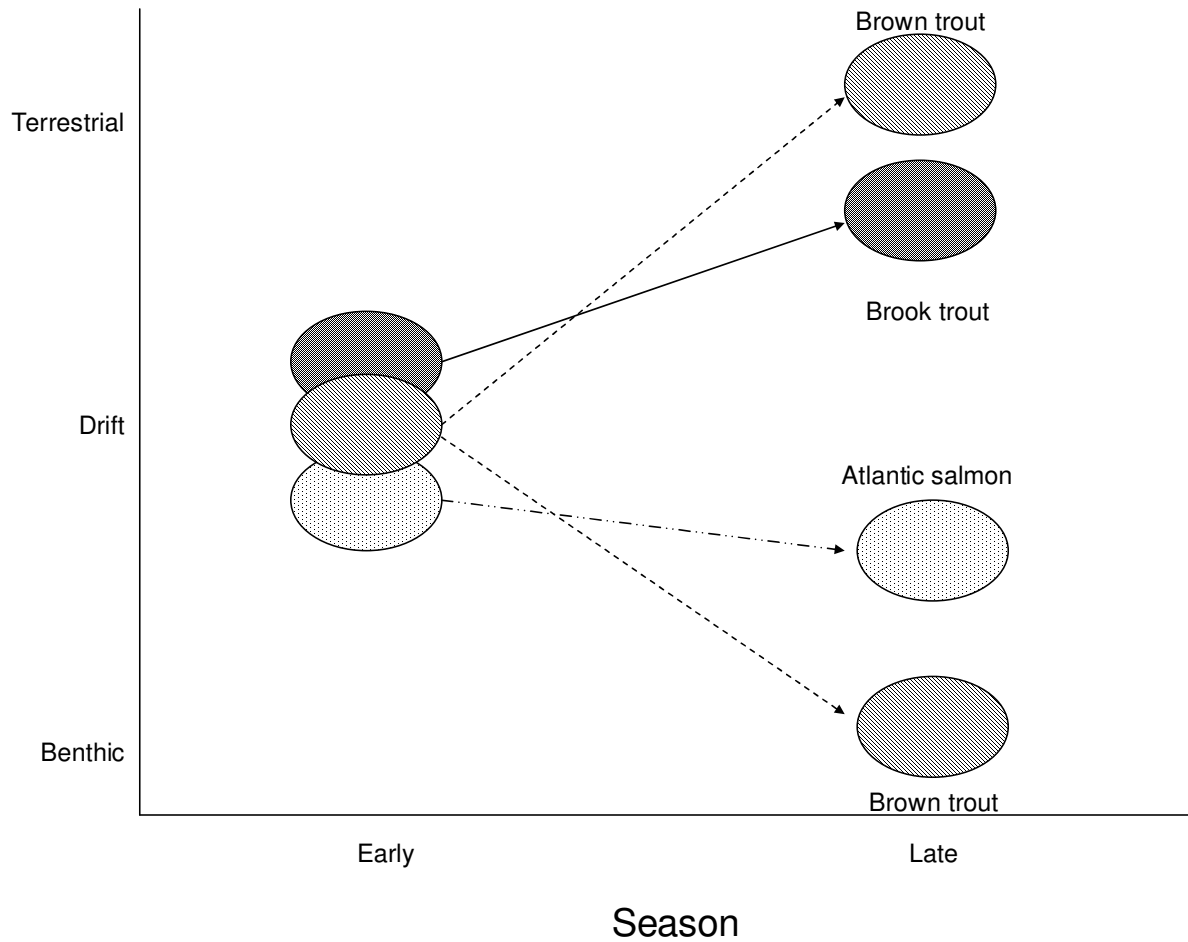 Brown trout
Terrestrial
Brook trout
Drift
Atlantic salmon
Benthic
Brown trout
Early
Late
Season